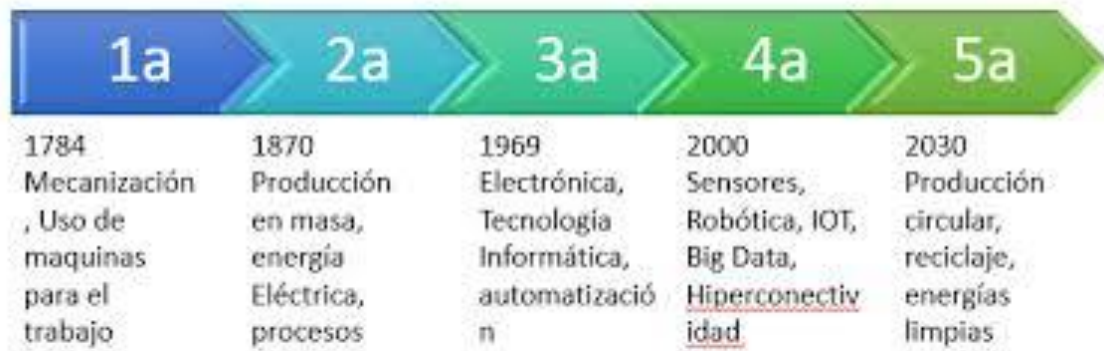 1a
2a
3a
4a
5a
1784
Mecanización
, Uso de
maquinas
para el
trabajo
1870
Producción
en masa,
energía
Eléctrica,
procesos
1969
Electrónica,
Tecnología
Informática,
automatizació
n
2000
Sensores,
Robótica, IOT,
Big Data,
Hiperconectiv
idad
2030
Producción
circular,
reciclaje,
energías
limpias